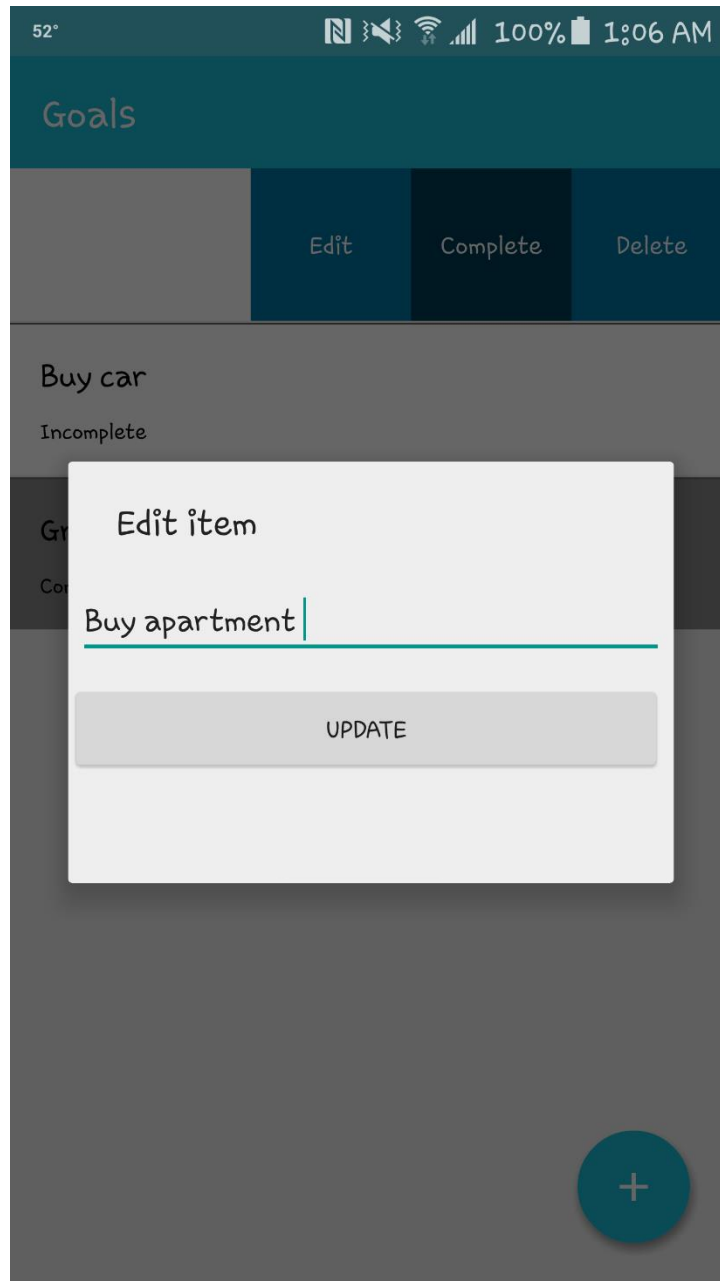 52° 100% 1:06 AM
Goals
Edit Complete Delete
Buy car
Incomplete
Edit item
Buy apartment
UPDATE
+